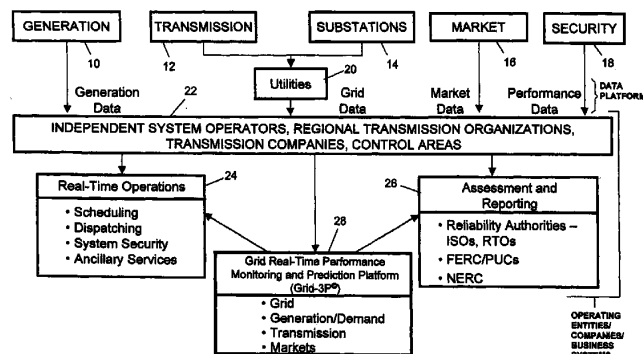 GENERATION
TRANSMISSION
SUBSTATIONS
MARKET
SECURITY
10
12
14
16
18
20
Utilities
22
Generation
Data
Grid
Data
Market
Data
Performance
Data
DATA
PLATFORM
INDEPENDENT SYSTEM OPERATORS, REGIONAL TRANSMISSION ORGANIZATIONS,
TRANSMISSION COMPANIES, CONTROL AREAS
24
Real-Time Operations
• Scheduling
• Dispatching
• System Security
• Ancillary Services
26
Assessment and
Reporting
• Reliability Authorities –
ISOs, RTOs
• FERC/PUCs
• NERC
28
Grid Real-Time Performance
Monitoring and Prediction Platform
(Grid-3P©)
• Grid
• Generation/Demand
• Transmission
• Markets
OPERATING
ENTITIES/
COMPANIES/
BUSINESS